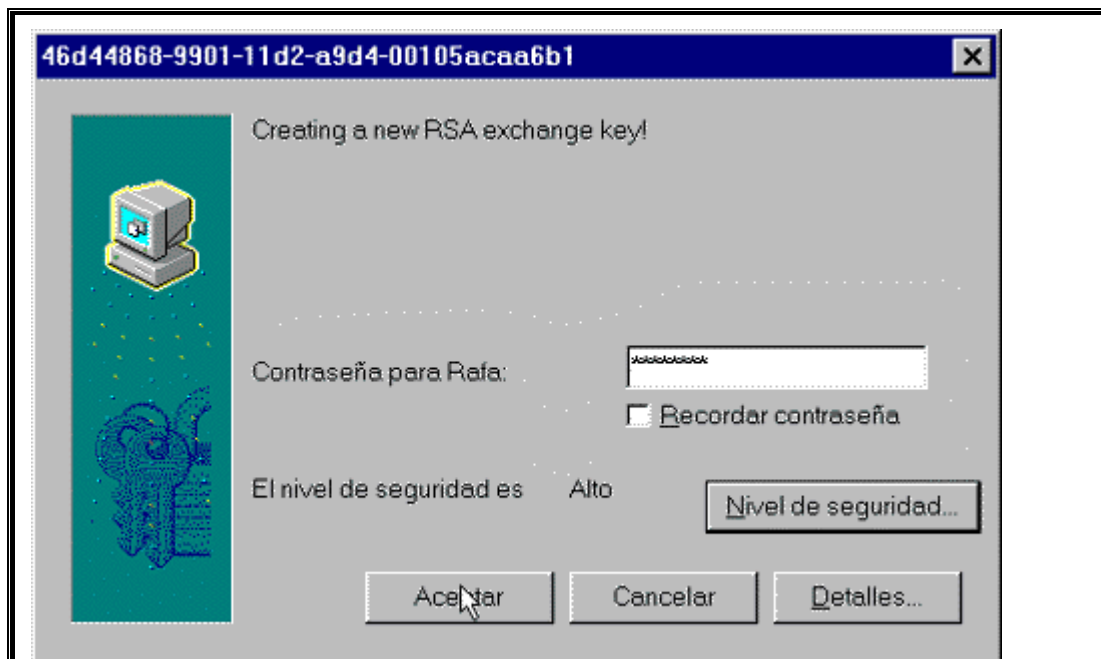 46d44868-9901-11d2-a9d4-00105acaa6b1
Creating a new RSA exchange key!
Contraseña para Rafa: *********
Recordar contraseña
El nivel de seguridad es Alto
Nivel de seguridad...
Aceptar Cancelar Detalles...